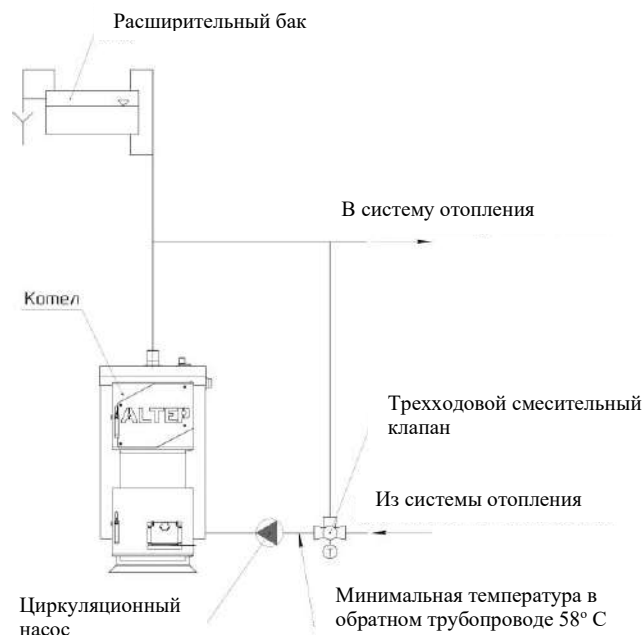 Расширительный бак
В систему отопления
Котел
ALTEP
Трехходовой смесительный
клапан
Из системы отопления
T
Циркуляционный
насос
Минимальная температура в
обратном трубопроводе 58° С